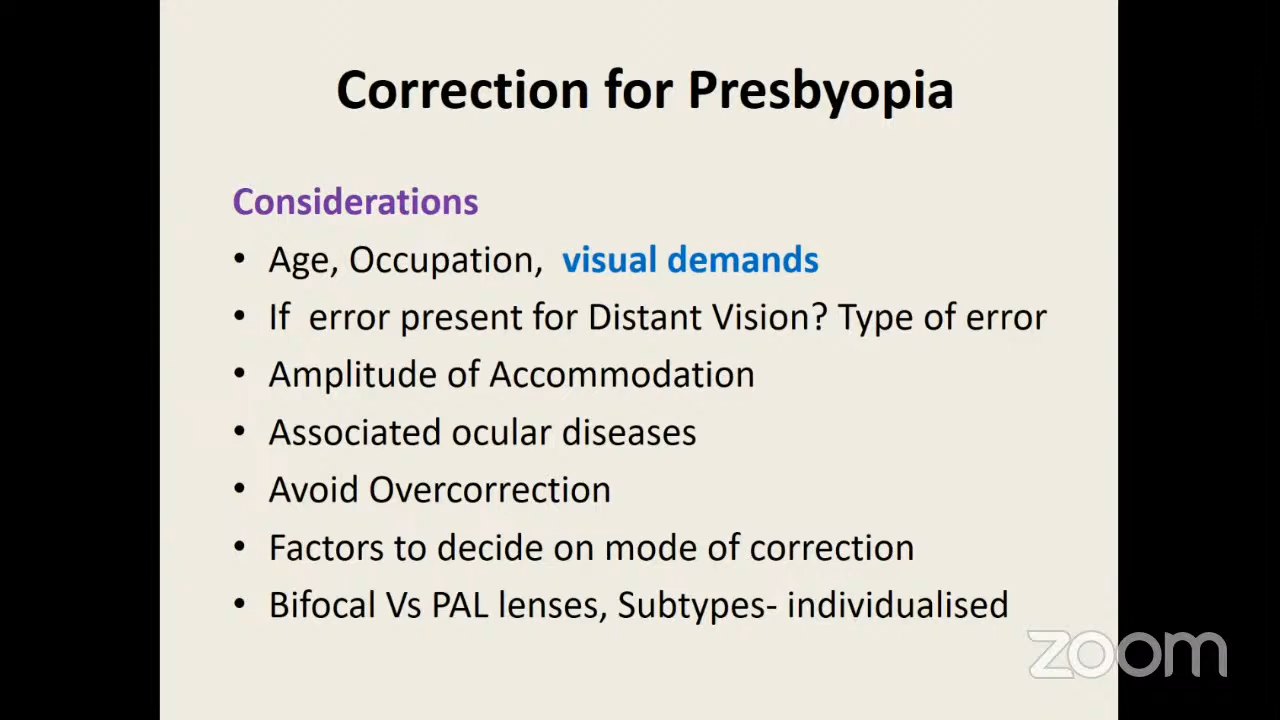 Correction for Presbyopia
Considerations
• Age, Occupation, visual demands
• If error present for Distant Vision? Type of error
• Amplitude of Accommodation
• Associated ocular diseases
• Avoid Overcorrection
• Factors to decide on mode of correction
• Bifocal Vs PAL lenses, Subtypes- individualised
zoom